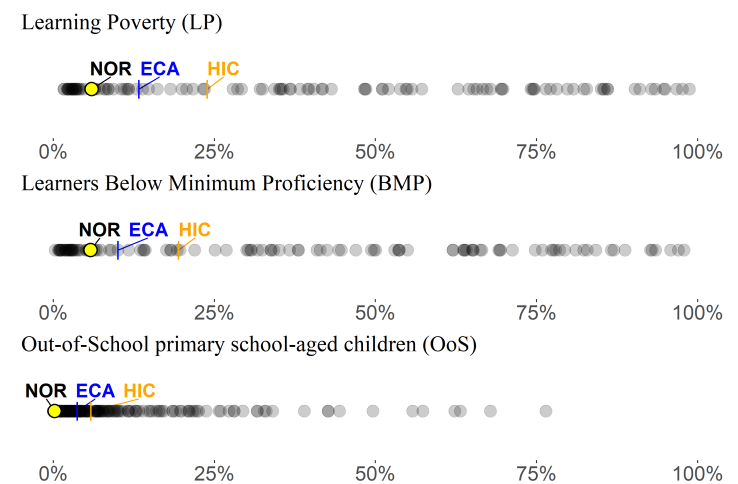 Learning Poverty (LP)
NOR ECA HIC
0% 25% 50% 75% 100%
Learners Below Minimum Proficiency (BMP)
NOR ECA HIC
0% 25% 50% 75% 100%
Out-of-School primary school-aged children (OoS)
NOR ECA HIC
0% 25% 50% 75% 100%